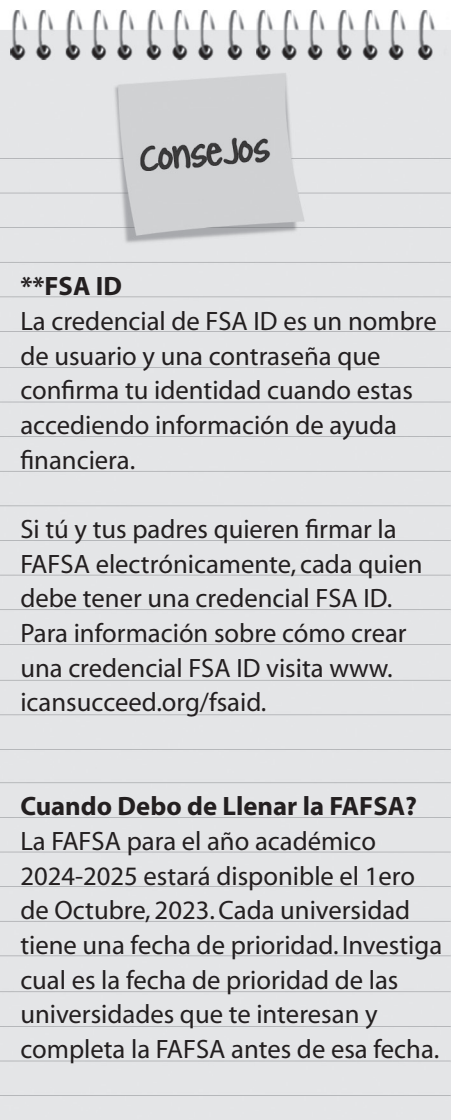 ConseJos
**FSA ID
La credencial de FSA ID es un nombre
de usuario y una contraseña que
confirma tu identidad cuando estas
accediendo información de ayuda
financiera.
Si tú y tus padres quieren firmar la
FAFSA electrónicamente, cada quien
debe tener una credencial FSA ID.
Para información sobre cómo crear
una credencial FSA ID visita www.
icansucceed.org/fsaid.
Cuando Debo de Llenar la FAFSA?
La FAFSA para el año académico
2024-2025 estará disponible el 1ero
de Octubre, 2023. Cada universidad
tiene una fecha de prioridad. Investiga
cual es la fecha de prioridad de las
universidades que te interesan y
completa la FAFSA antes de esa fecha.